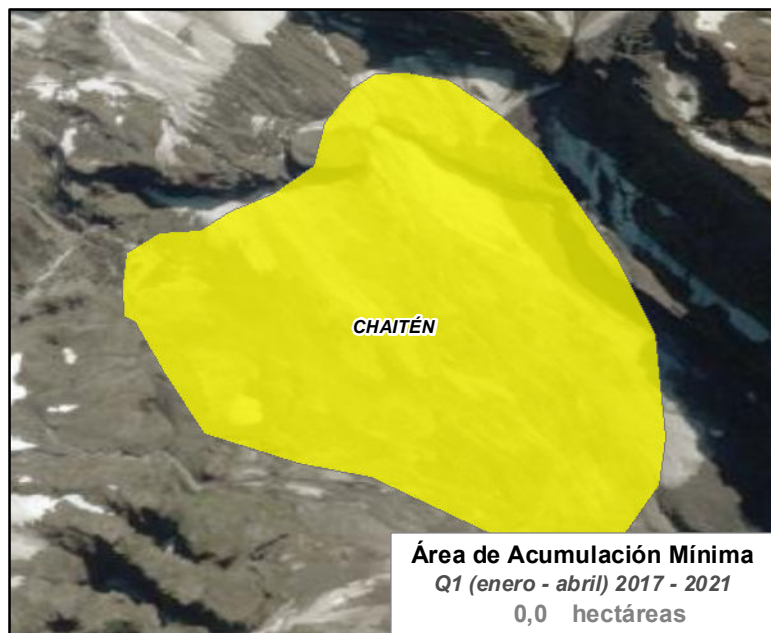 CHAITÉN
Área de Acumulación Mínima
Q1 (enero - abril) 2017 - 2021
0,0 hectáreas